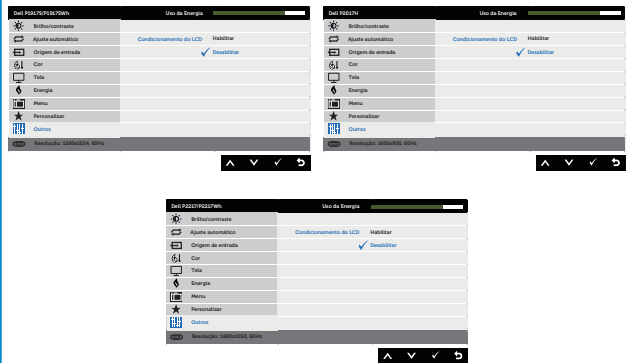 Dell P1917S/P1917SWh Uso da Energia
Brilho/contraste
Ajuste automático Condicionamento do LCD Habilitar
Origem de entrada Desabilitar
Cor
Tela
Energia
Menu
Personalizar
Outros
Resolução: 1280x1024, 60Hz
Dell P2017H Uso da Energia
Brilho/contraste
Ajuste automático Condicionamento do LCD Habilitar
Origem de entrada Desabilitar
Cor
Tela
Energia
Menu
Personalizar
Outros
Resolução: 1600x900, 60Hz
Dell P2217/P2217Wh Uso da Energia
Brilho/contraste
Ajuste automático Condicionamento do LCD Habilitar
Origem de entrada Desabilitar
Cor
Tela
Energia
Menu
Personalizar
Outros
Resolução: 1680x1050, 60Hz